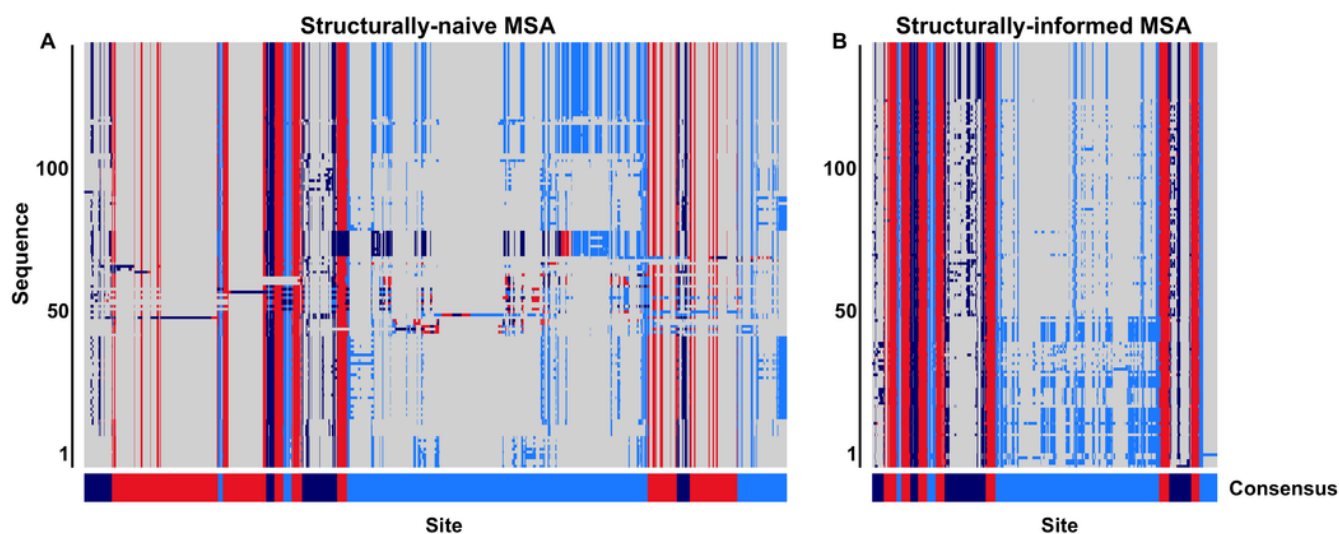 A
Structurally-naive MSA
B
Structurally-informed MSA
Sequence
100
50
1
100
50
1
Consensus
Site
Site